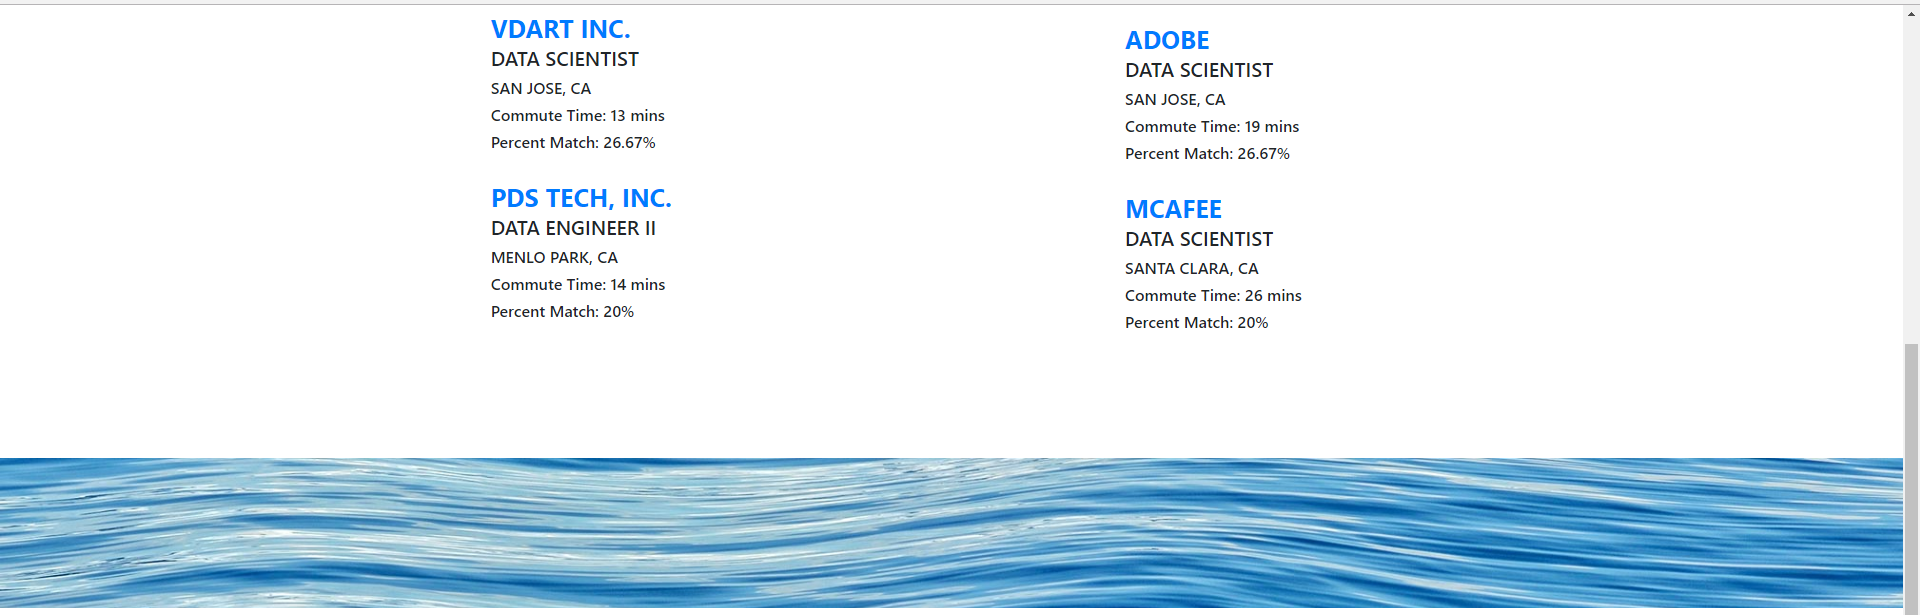 VDART INC.
DATA SCIENTIST
SAN JOSE, CA
Commute Time: 13 mins
Percent Match: 26.67%
PDS TECH, INC.
DATA ENGINEER II
MENLO PARK, CA
Commute Time: 14 mins
Percent Match: 20%
ADOBE
DATA SCIENTIST
SAN JOSE, CA
Commute Time: 19 mins
Percent Match: 26.67%
MCAFEE
DATA SCIENTIST
SANTA CLARA, CA
Commute Time: 26 mins
Percent Match: 20%